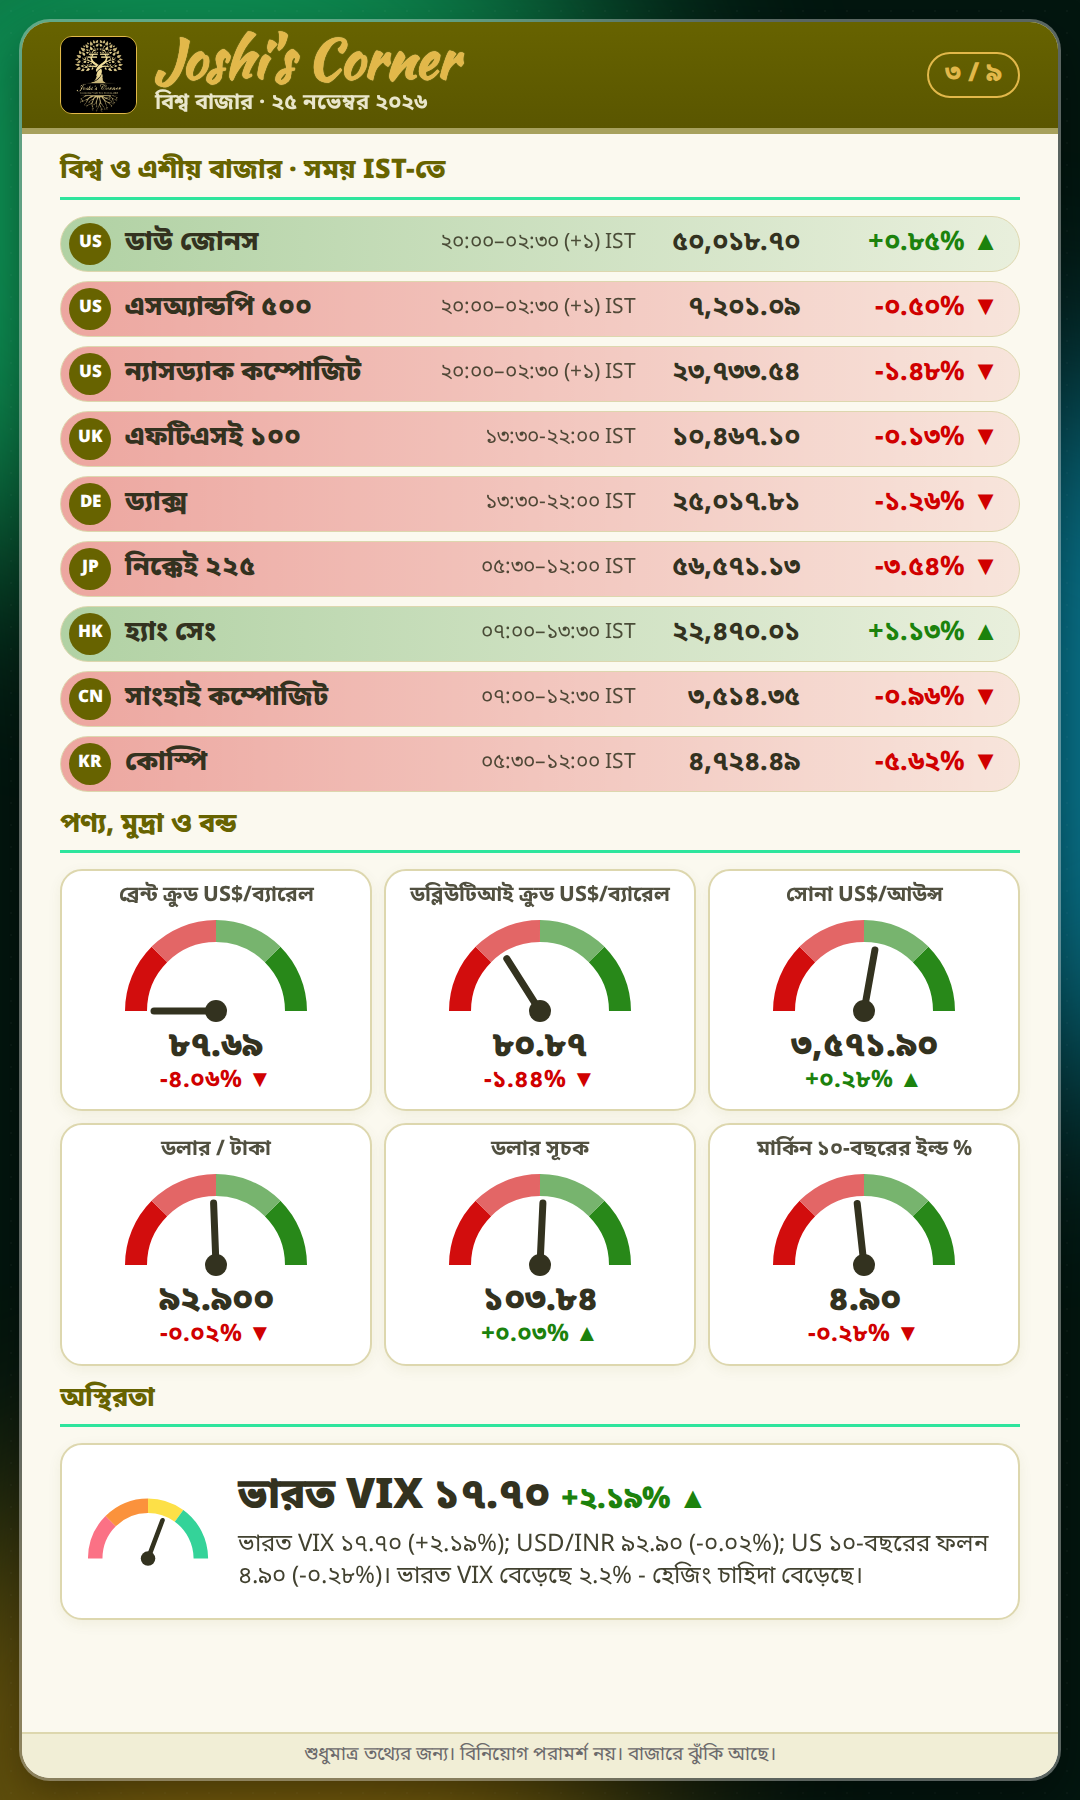 Joshi's Corner
বিশ্ব বাজার · ২৫ নভেম্বর ২০২৬
৩ / ৯
Joshi's Corner
বিশ্ব ও এশীয় বাজার · সময় IST-তে
US ডাউ জোনস ২০:০০–০২:৩০ (+১) IST ৫০,০১৮.৭০ +০.৮৫% ▲
US এসঅ্যান্ডপি ৫০০ ২০:০০–০২:৩০ (+১) IST ৭,২০১.০৯ -০.৫০% ▼
US ন্যাসড্যাক কম্পোজিট ২০:০০–০২:৩০ (+১) IST ২৩,৭৩৩.৫৪ -১.৪৮% ▼
UK এফটিএসই ১০০ ১৩:৩০-২২:০০ IST ১০,৪৬৭.১০ -০.১৩% ▼
DE ড্যাক্স ১৩:৩০-২২:০০ IST ২৫,০১৭.৮১ -১.২৬% ▼
JP নিক্কেই ২২৫ ০৫:৩০–১২:০০ IST ৫৬,৫৭১.১৩ -৩.৫৪% ▼
HK হ্যাং সেং ০৭:০০–১৩:৩০ IST ২২,৪৭০.০১ +১.১৩% ▲
CN সাংহাই কম্পোজিট ০৭:০০–১২:৩০ IST ৩,৫১৪.৩৫ -০.৯৬% ▼
KR কোস্পি ০৫:৩০–১২:০০ IST ৪,৭২৪.৪৯ -৫.৬২% ▼
পণ্য, মুদ্রা ও বন্ড
ব্রেন্ট ক্রুড US$/ব্যারেল
৮৭.৬৯
-৪.০৬% ▼
ডব্লিউটিআই ক্রুড US$/ব্যারেল
৮০.৮৭
-১.৪৪% ▼
সোনা US$/আউন্স
৩,৫৭১.৯০
+০.২৮% ▲
ডলার / টাকা
৯২.৯০০
-০.০২% ▼
ডলার সূচক
১০৩.৮৪
+০.০৩% ▲
মার্কিন ১০-বছরের ইল্ড %
৪.৯০
-০.২৮% ▼
অস্থিরতা
ভারত VIX ১৭.৭০ +২.১৯% ▲
ভারত VIX ১৭.৭০ (+২.১৯%); USD/INR ৯২.৯০ (-০.০২%); US ১০-বছরের ফলন
৪.৯০ (-০.২৮%)। ভারত VIX বেড়েছে ২.২% - হেজিং চাহিদা বেড়েছে।
শুধুমাত্র তথ্যের জন্য। বিনিয়োগ পরামর্শ নয়। বাজারে ঝুঁকি আছে।